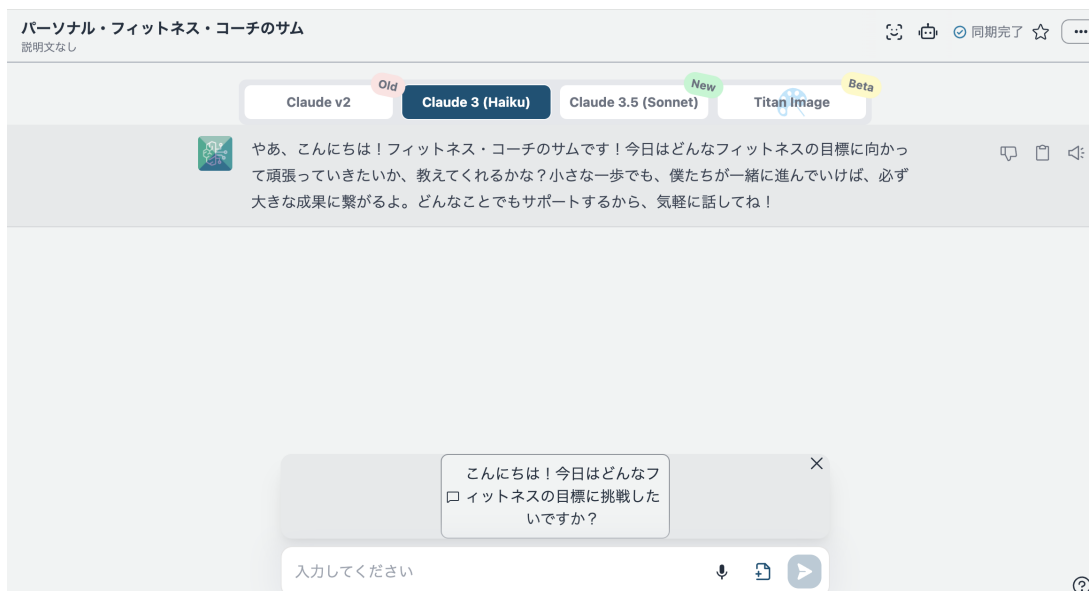 パーソナル・フィットネス・コーチのサム
説明文なし
同期完了
Claude v2
Old
Claude 3 (Haiku)
Claude 3.5 (Sonnet)
New
Titan Image
Beta
やあ、こんにちは！フィットネス・コーチのサムです！今日はどんなフィットネスの目標に向かっ
て頑張っていきたいか、教えてくれるかな？小さな一歩でも、僕たちが一緒に進んでいけば、必ず
大きな成果に繋がるよ。どんなことでもサポートするから、気軽に話してね！
こんにちは！今日はどんなフ
ィットネスの目標に挑戦した
いですか？
入力してください